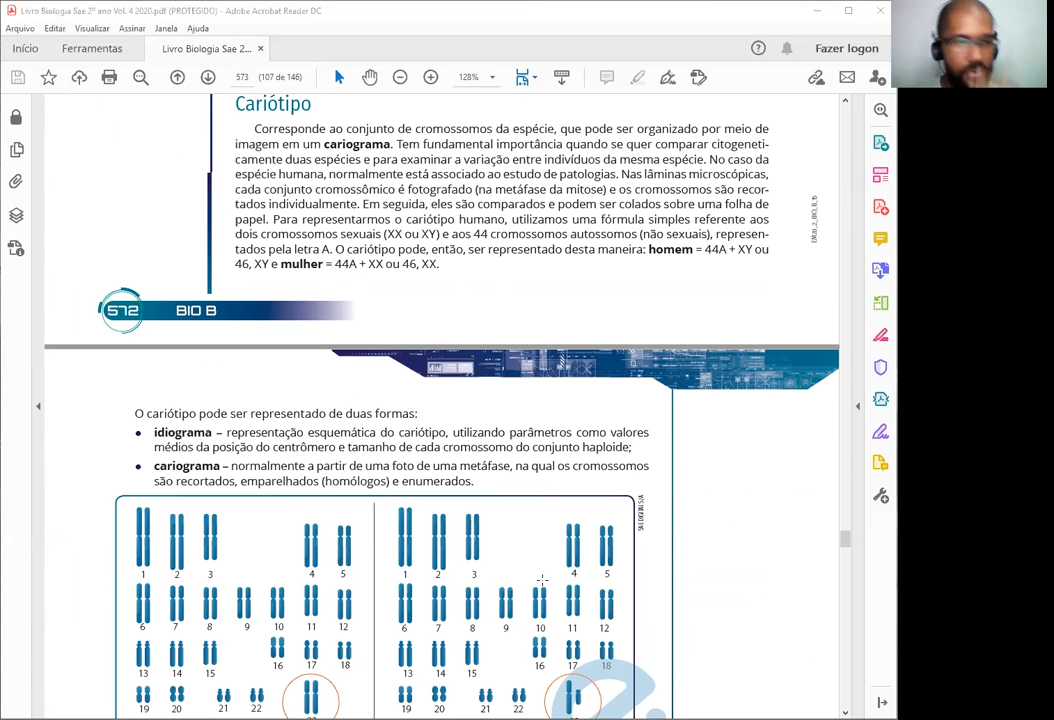 Livro Biologia Sae 2º ano Vol. 4 2020.pdf (PROTEGIDO) - Adobe Acrobat Reader DC
Arquivo Editar Visualizar Assinar Janela Ajuda
Início Ferramentas Livro Biologia Sae 2... × Fazer logon
573 (107 de 146) 128%
Cariótipo
Corresponde ao conjunto de cromossomos da espécie, que pode ser organizado por meio de
imagem em um cariograma. Tem fundamental importância quando se quer comparar citogeneti-
camente duas espécies e para examinar a variação entre indivíduos da mesma espécie. No caso da
espécie humana, normalmente está associado ao estudo de patologias. Nas lâminas microscópicas,
cada conjunto cromossômico é fotografado (na metáfase da mitose) e os cromossomos são recor-
tados individualmente. Em seguida, eles são comparados e podem ser colados sobre uma folha de
papel. Para representarmos o cariótipo humano, utilizamos uma fórmula simples referente aos
dois cromossomos sexuais (XX ou XY) e aos 44 cromossomos autossomos (não sexuais), represen-
tados pela letra A. O cariótipo pode, então, ser representado desta maneira: homem = 44A + XY ou
46, XY e mulher = 44A + XX ou 46, XX.
EM20_2_BIO_B_15
572 BIO B
O cariótipo pode ser representado de duas formas:
• idiograma – representação esquemática do cariótipo, utilizando parâmetros como valores
médios da posição do centrômero e tamanho de cada cromossomo do conjunto haploide;
• cariograma – normalmente a partir de uma foto de uma metáfase, na qual os cromossomos
são recortados, emparelhados (homólogos) e enumerados.
1 2 3 4 5 1 2 3 4 5
6 7 8 9 10 11 12 6 7 8 9 10 11 12
13 14 15 16 17 18 13 14 15 16 17 18
19 20 21 22 19 20 21 22